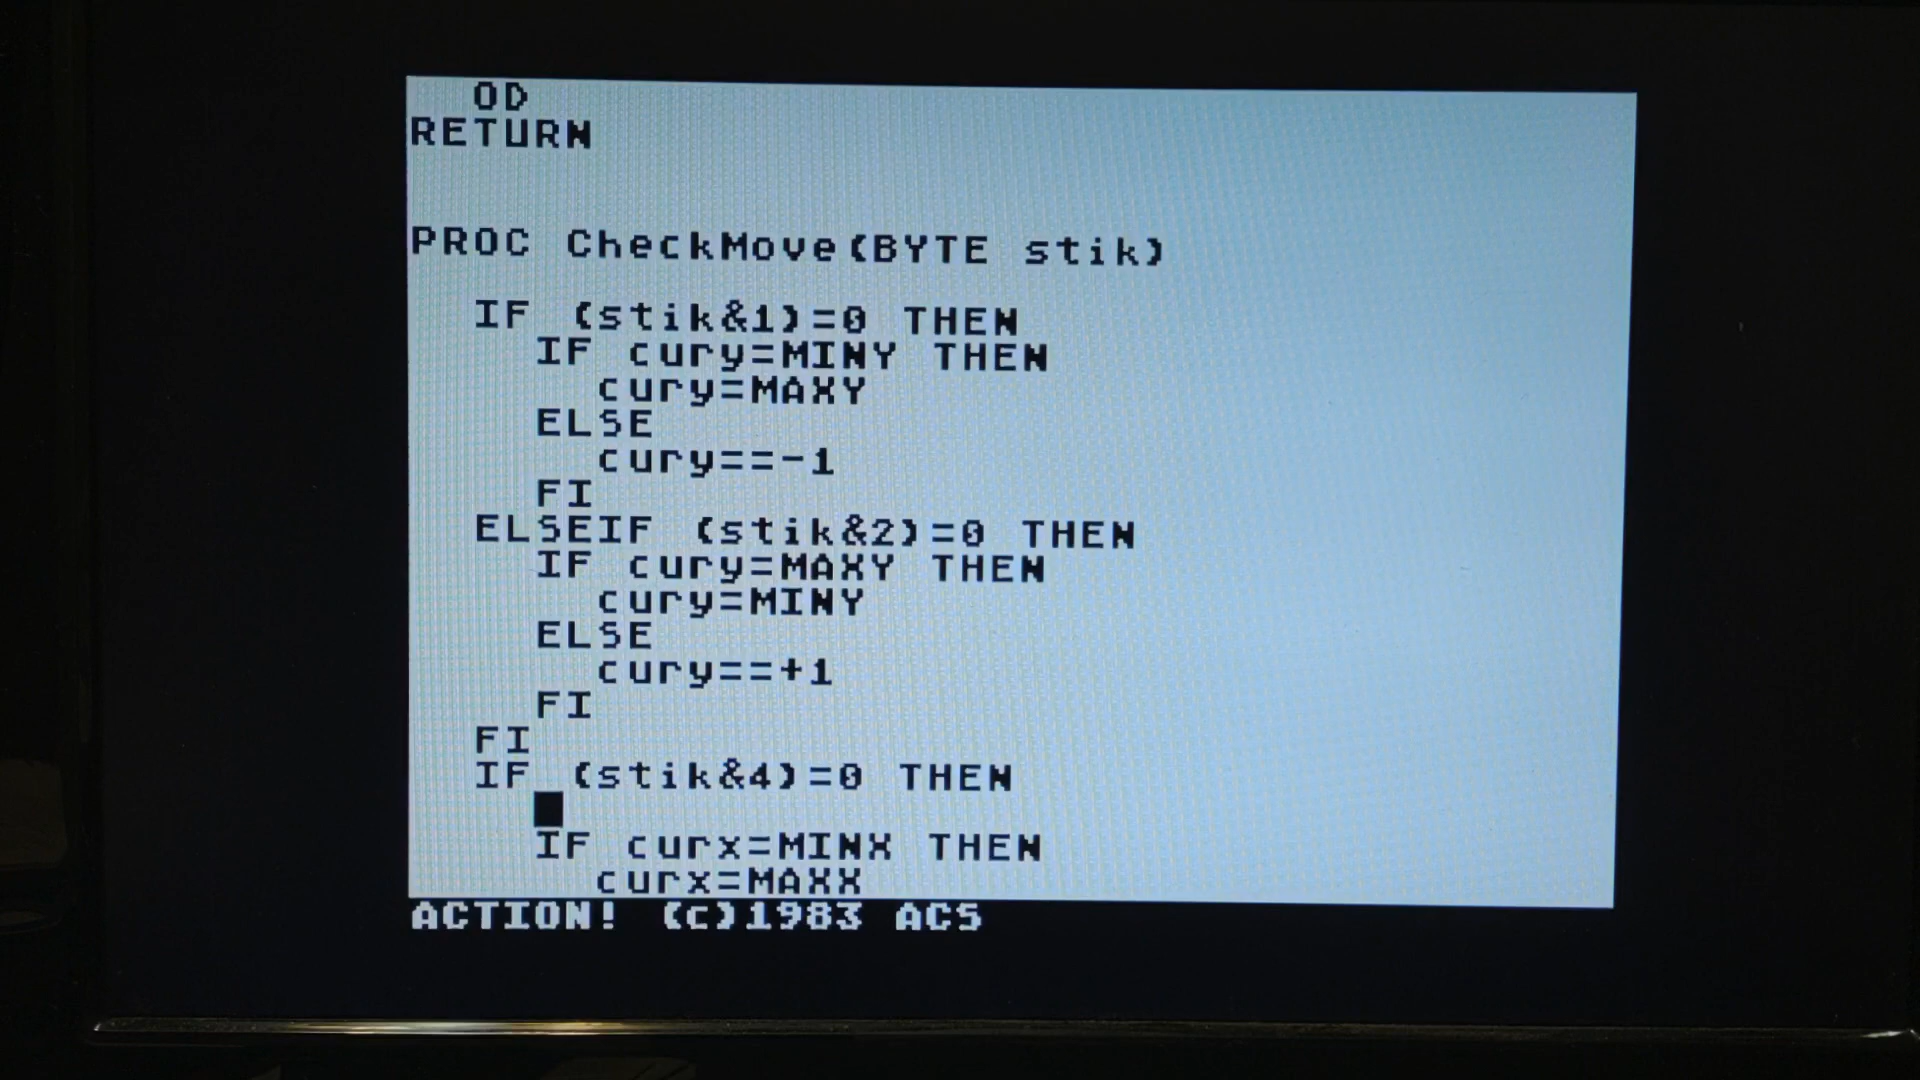 OD
RETURN
PROC CheckMove(BYTE stik)
IF (stik&1)=0 THEN
IF cury=MINY THEN
cury=MAXY
ELSE
cury==-1
FI
ELSEIF (stik&2)=0 THEN
IF cury=MAXY THEN
cury=MINY
ELSE
cury==+1
FI
FI
IF (stik&4)=0 THEN
IF curx=MINX THEN
curx=MAXX
ACTION! (c)1983 ACS